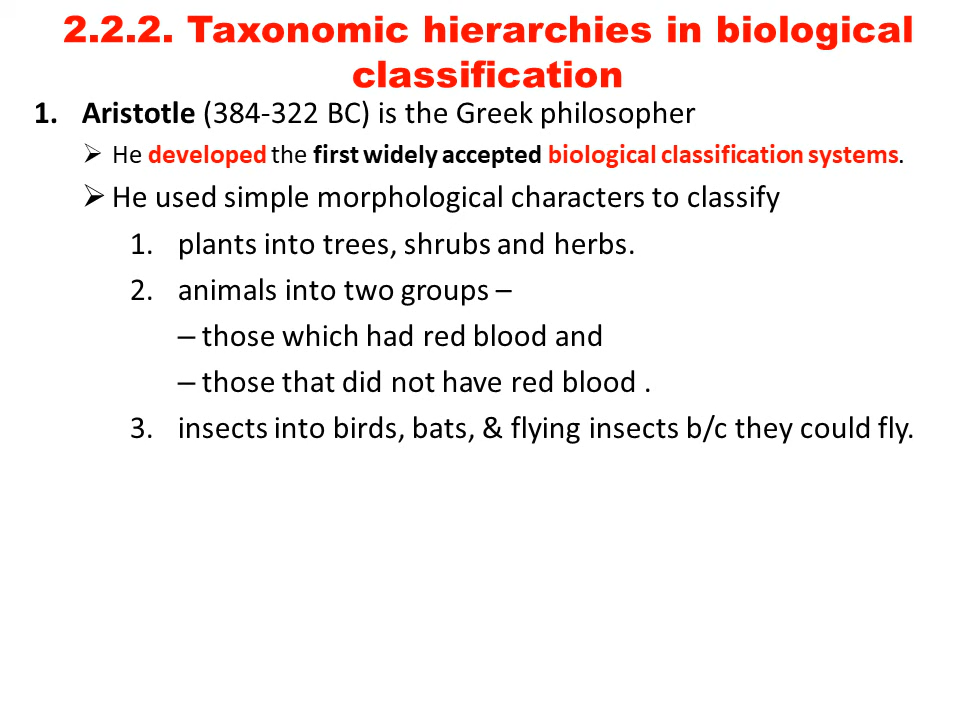 2.2.2. Taxonomic hierarchies in biological
classification
1. Aristotle (384-322 BC) is the Greek philosopher
➢ He developed the first widely accepted biological classification systems.
➢ He used simple morphological characters to classify
1. plants into trees, shrubs and herbs.
2. animals into two groups –
– those which had red blood and
– those that did not have red blood .
3. insects into birds, bats, & flying insects b/c they could fly.